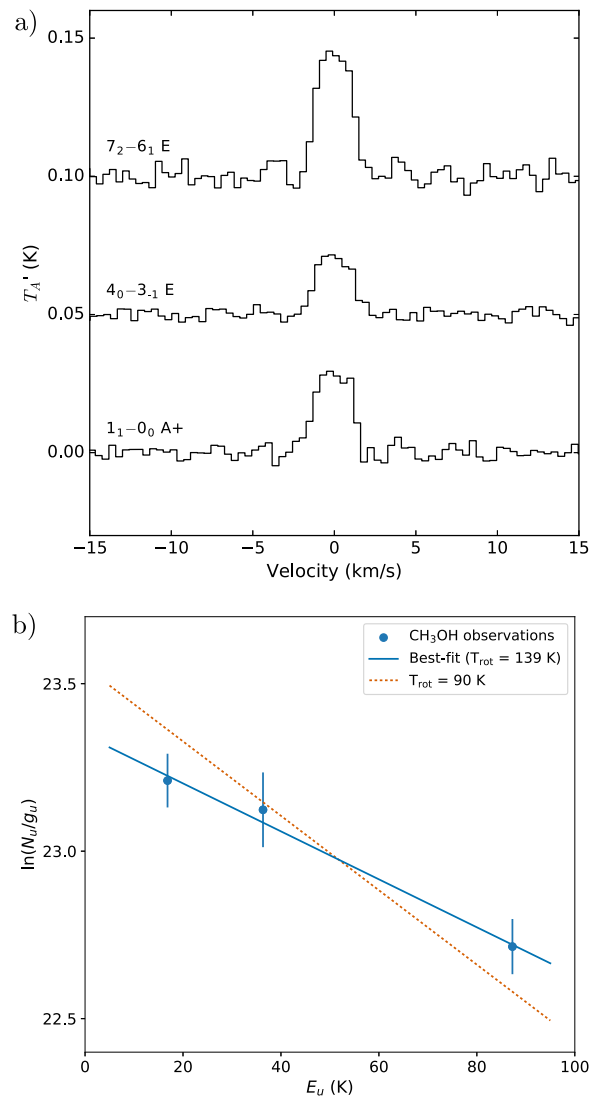 a)
0.15
7₂−6₁ E
0.10
T_A' (K)
4₀−3₋₁ E
0.05
1₁−0₀ A+
0.00
−15 −10 −5 0 5 10 15
Velocity (km/s)
b)
CH₃OH observations
Best-fit (T_rot = 139 K)
T_rot = 90 K
23.5
ln(N_u/g_u)
23.0
22.5
0 20 40 60 80 100
E_u (K)